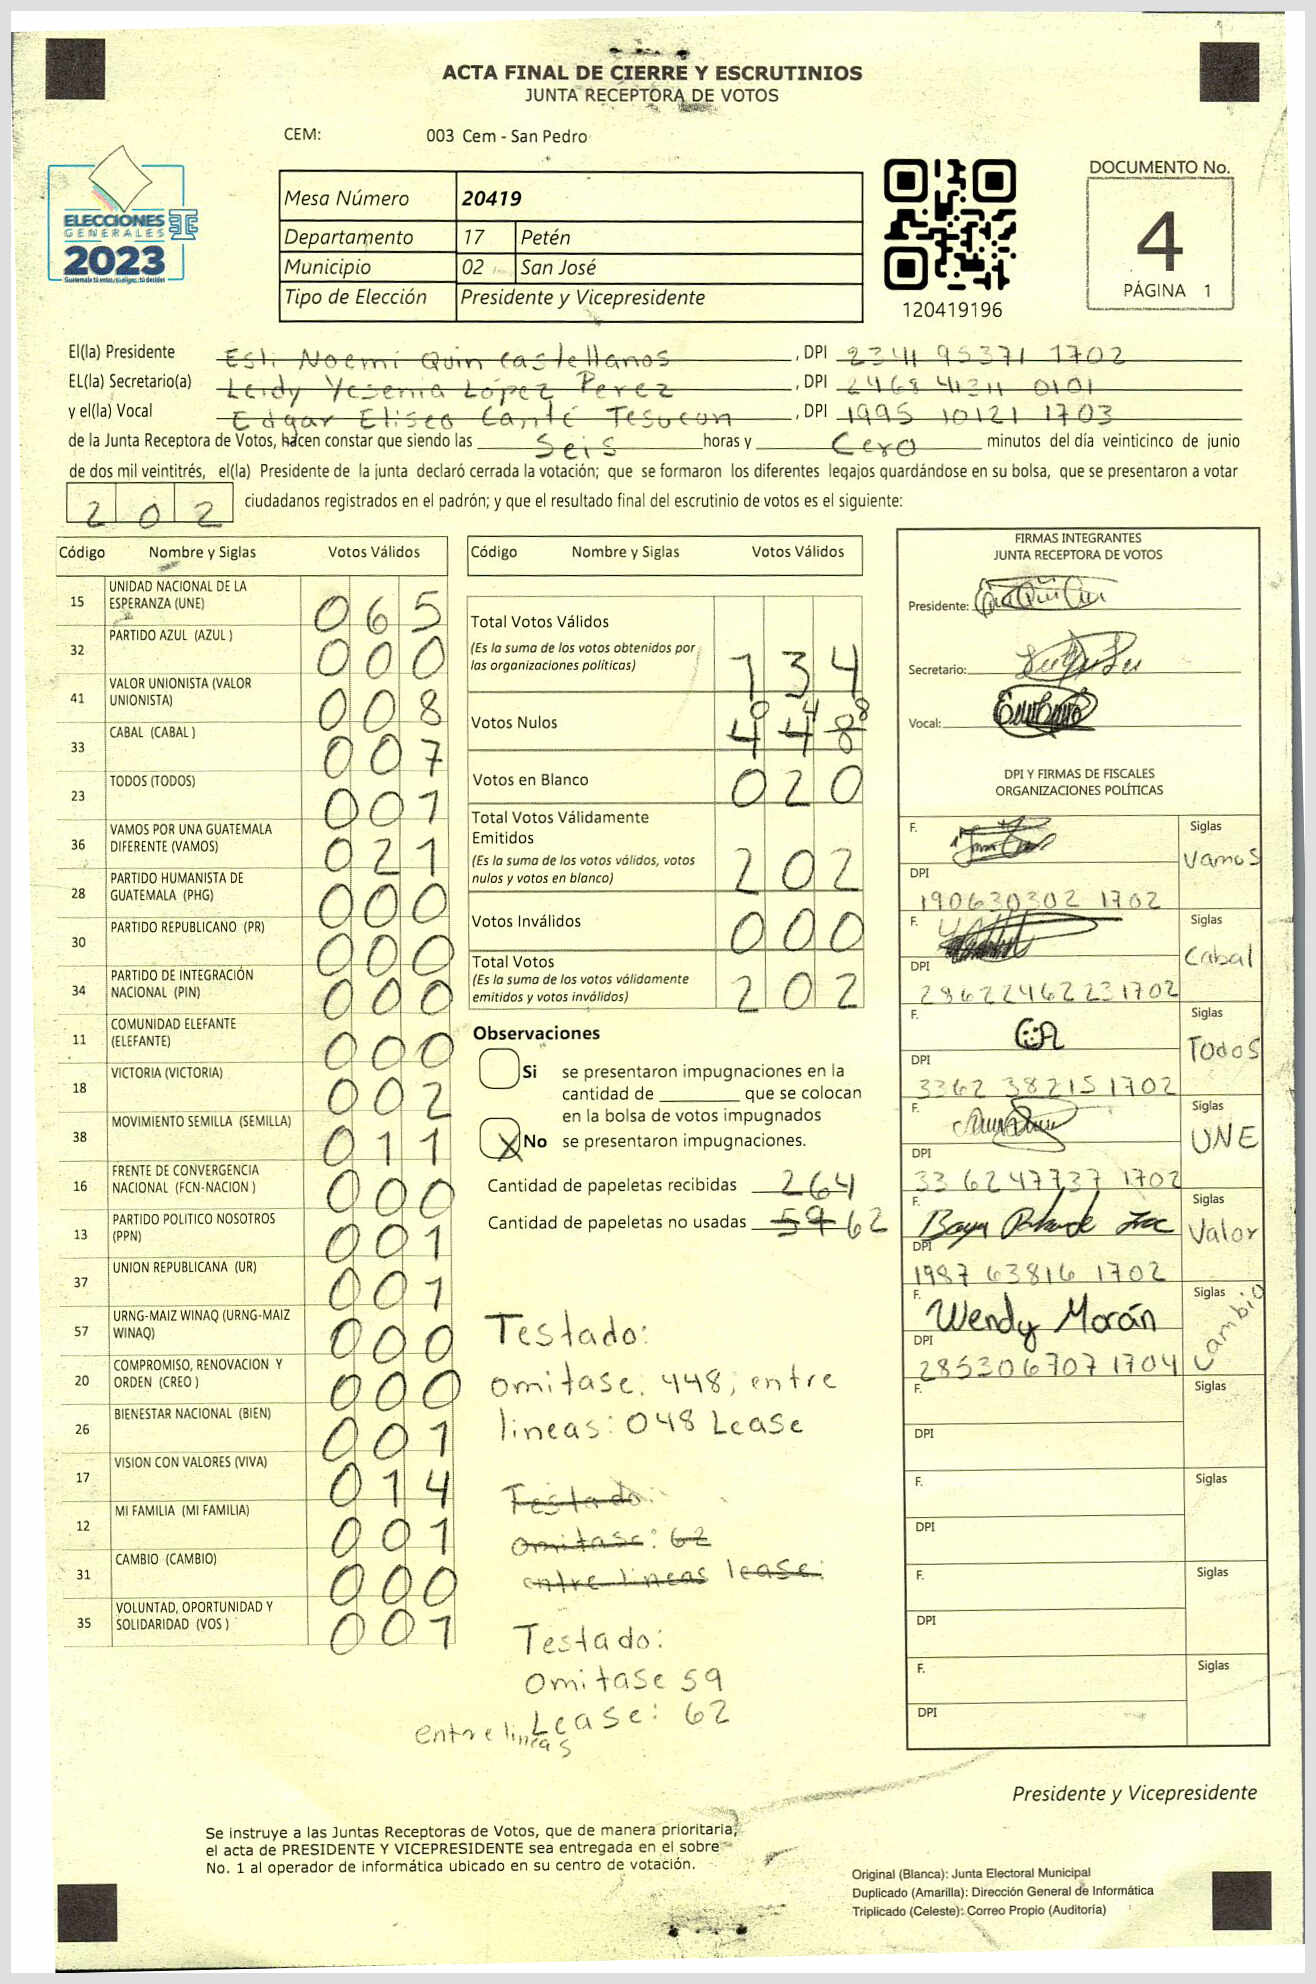 ACTA FINAL DE CIERRE Y ESCRUTINIOS
JUNTA RECEPTORA DE VOTOS
CEM: 003 Cem - San Pedro
ELECCIONES
GENERALES
2023
Mesa Número 20419
Departamento 17 Petén
Municipio 02 San José
Tipo de Elección Presidente y Vicepresidente
120419196
DOCUMENTO No.
4
PÁGINA 1
El(la) Presidente Esli Noemi Quin Castellanos , DPI 2341 95371 1702
EL(la) Secretario(a) Leidy Yesenia López Perez , DPI 2468 41311 0101
y el(la) Vocal Edgar Eliseo Canté Tesucun , DPI 1995 10121 1703
de la Junta Receptora de Votos, hacen constar que siendo las Seis horas y Cero minutos del día veinticinco de junio
de dos mil veintitrés, el(la) Presidente de la junta declaró cerrada la votación; que se formaron los diferentes legajos guardándose en su bolsa, que se presentaron a votar
202 ciudadanos registrados en el padrón; y que el resultado final del escrutinio de votos es el siguiente:
Código Nombre y Siglas Votos Válidos
15 UNIDAD NACIONAL DE LA ESPERANZA (UNE) 065
32 PARTIDO AZUL (AZUL ) 000
41 VALOR UNIONISTA (VALOR UNIONISTA) 008
33 CABAL (CABAL ) 007
23 TODOS (TODOS) 001
36 VAMOS POR UNA GUATEMALA DIFERENTE (VAMOS) 021
28 PARTIDO HUMANISTA DE GUATEMALA (PHG) 000
30 PARTIDO REPUBLICANO (PR) 000
34 PARTIDO DE INTEGRACIÓN NACIONAL (PIN) 000
11 COMUNIDAD ELEFANTE (ELEFANTE) 000
18 VICTORIA (VICTORIA) 002
38 MOVIMIENTO SEMILLA (SEMILLA) 011
16 FRENTE DE CONVERGENCIA NACIONAL (FCN-NACION ) 000
13 PARTIDO POLITICO NOSOTROS (PPN) 001
37 UNION REPUBLICANA (UR) 001
57 URNG-MAIZ WINAQ (URNG-MAIZ WINAQ) 000
20 COMPROMISO, RENOVACION Y ORDEN (CREO ) 000
26 BIENESTAR NACIONAL (BIEN) 001
17 VISION CON VALORES (VIVA) 014
12 MI FAMILIA (MI FAMILIA) 001
31 CAMBIO (CAMBIO) 000
35 VOLUNTAD, OPORTUNIDAD Y SOLIDARIDAD (VOS ) 001
Código Nombre y Siglas Votos Válidos
Total Votos Válidos
(Es la suma de los votos obtenidos por
las organizaciones políticas) 134
Votos Nulos 448 048
Votos en Blanco 020
Total Votos Válidamente
Emitidos
(Es la suma de los votos válidos, votos
nulos y votos en blanco) 202
Votos Inválidos 000
Total Votos
(Es la suma de los votos válidamente
emitidos y votos inválidos) 202
Observaciones
Si se presentaron impugnaciones en la
cantidad de ________ que se colocan
en la bolsa de votos impugnados
X No se presentaron impugnaciones.
Cantidad de papeletas recibidas 264
Cantidad de papeletas no usadas 59 62
Testado:
omitase: 448; entre
lineas: 048 Lease
Testado:
omitase: 62
entre lineas lease:
Testado:
Omitase 59
Lease: 62
entre lineas
FIRMAS INTEGRANTES
JUNTA RECEPTORA DE VOTOS
Presidente:
Secretario:
Vocal:
DPI Y FIRMAS DE FISCALES
ORGANIZACIONES POLÍTICAS
F. Siglas
Vamos
DPI
190630302 1702
F. Siglas
Cabal
DPI
2862246223 1702
F. Siglas
Todos
DPI
3362 38215 1702
F. Siglas
UNE
DPI
33 6247737 1702
F. Siglas
Valor
DPI
1987 63816 1702
F. Wendy Morán Siglas
Cambio
DPI
285306707 1704
F. Siglas
DPI
F. Siglas
DPI
F. Siglas
DPI
F. Siglas
DPI
Presidente y Vicepresidente
Se instruye a las Juntas Receptoras de Votos, que de manera prioritaria,
el acta de PRESIDENTE Y VICEPRESIDENTE sea entregada en el sobre
No. 1 al operador de informática ubicado en su centro de votación.
Original (Blanca): Junta Electoral Municipal
Duplicado (Amarilla): Dirección General de Informática
Triplicado (Celeste): Correo Propio (Auditoría)